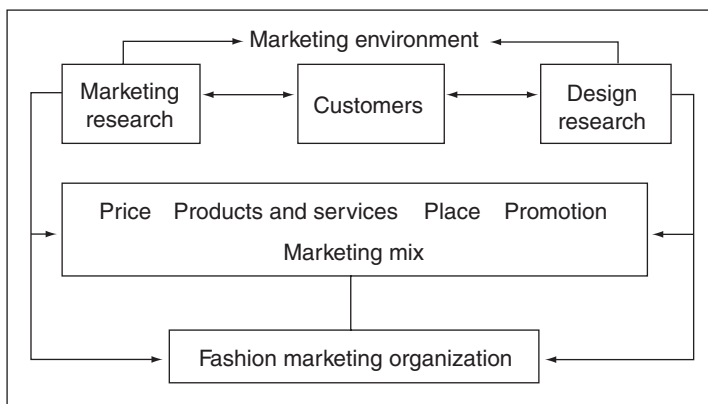 Marketing environment
Marketing
research
Customers
Design
research
Price Products and services Place Promotion
Marketing mix
Fashion marketing organization